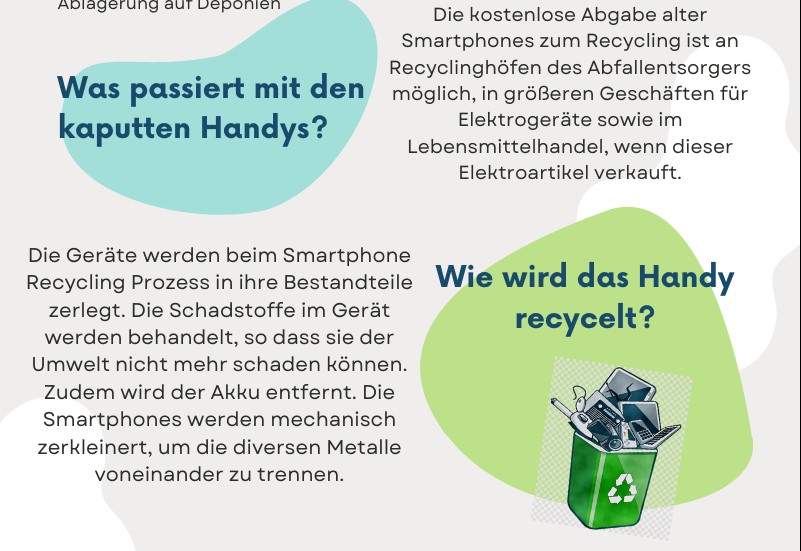 Ablagerung auf Deponien
Was passiert mit den
kaputten Handys?
Die kostenlose Abgabe alter
Smartphones zum Recycling ist an
Recyclinghöfen des Abfallentsorgers
möglich, in größeren Geschäften für
Elektrogeräte sowie im
Lebensmittelhandel, wenn dieser
Elektroartikel verkauft.
Die Geräte werden beim Smartphone
Recycling Prozess in ihre Bestandteile
zerlegt. Die Schadstoffe im Gerät
werden behandelt, so dass sie der
Umwelt nicht mehr schaden können.
Zudem wird der Akku entfernt. Die
Smartphones werden mechanisch
zerkleinert, um die diversen Metalle
voneinander zu trennen.
Wie wird das Handy
recycelt?